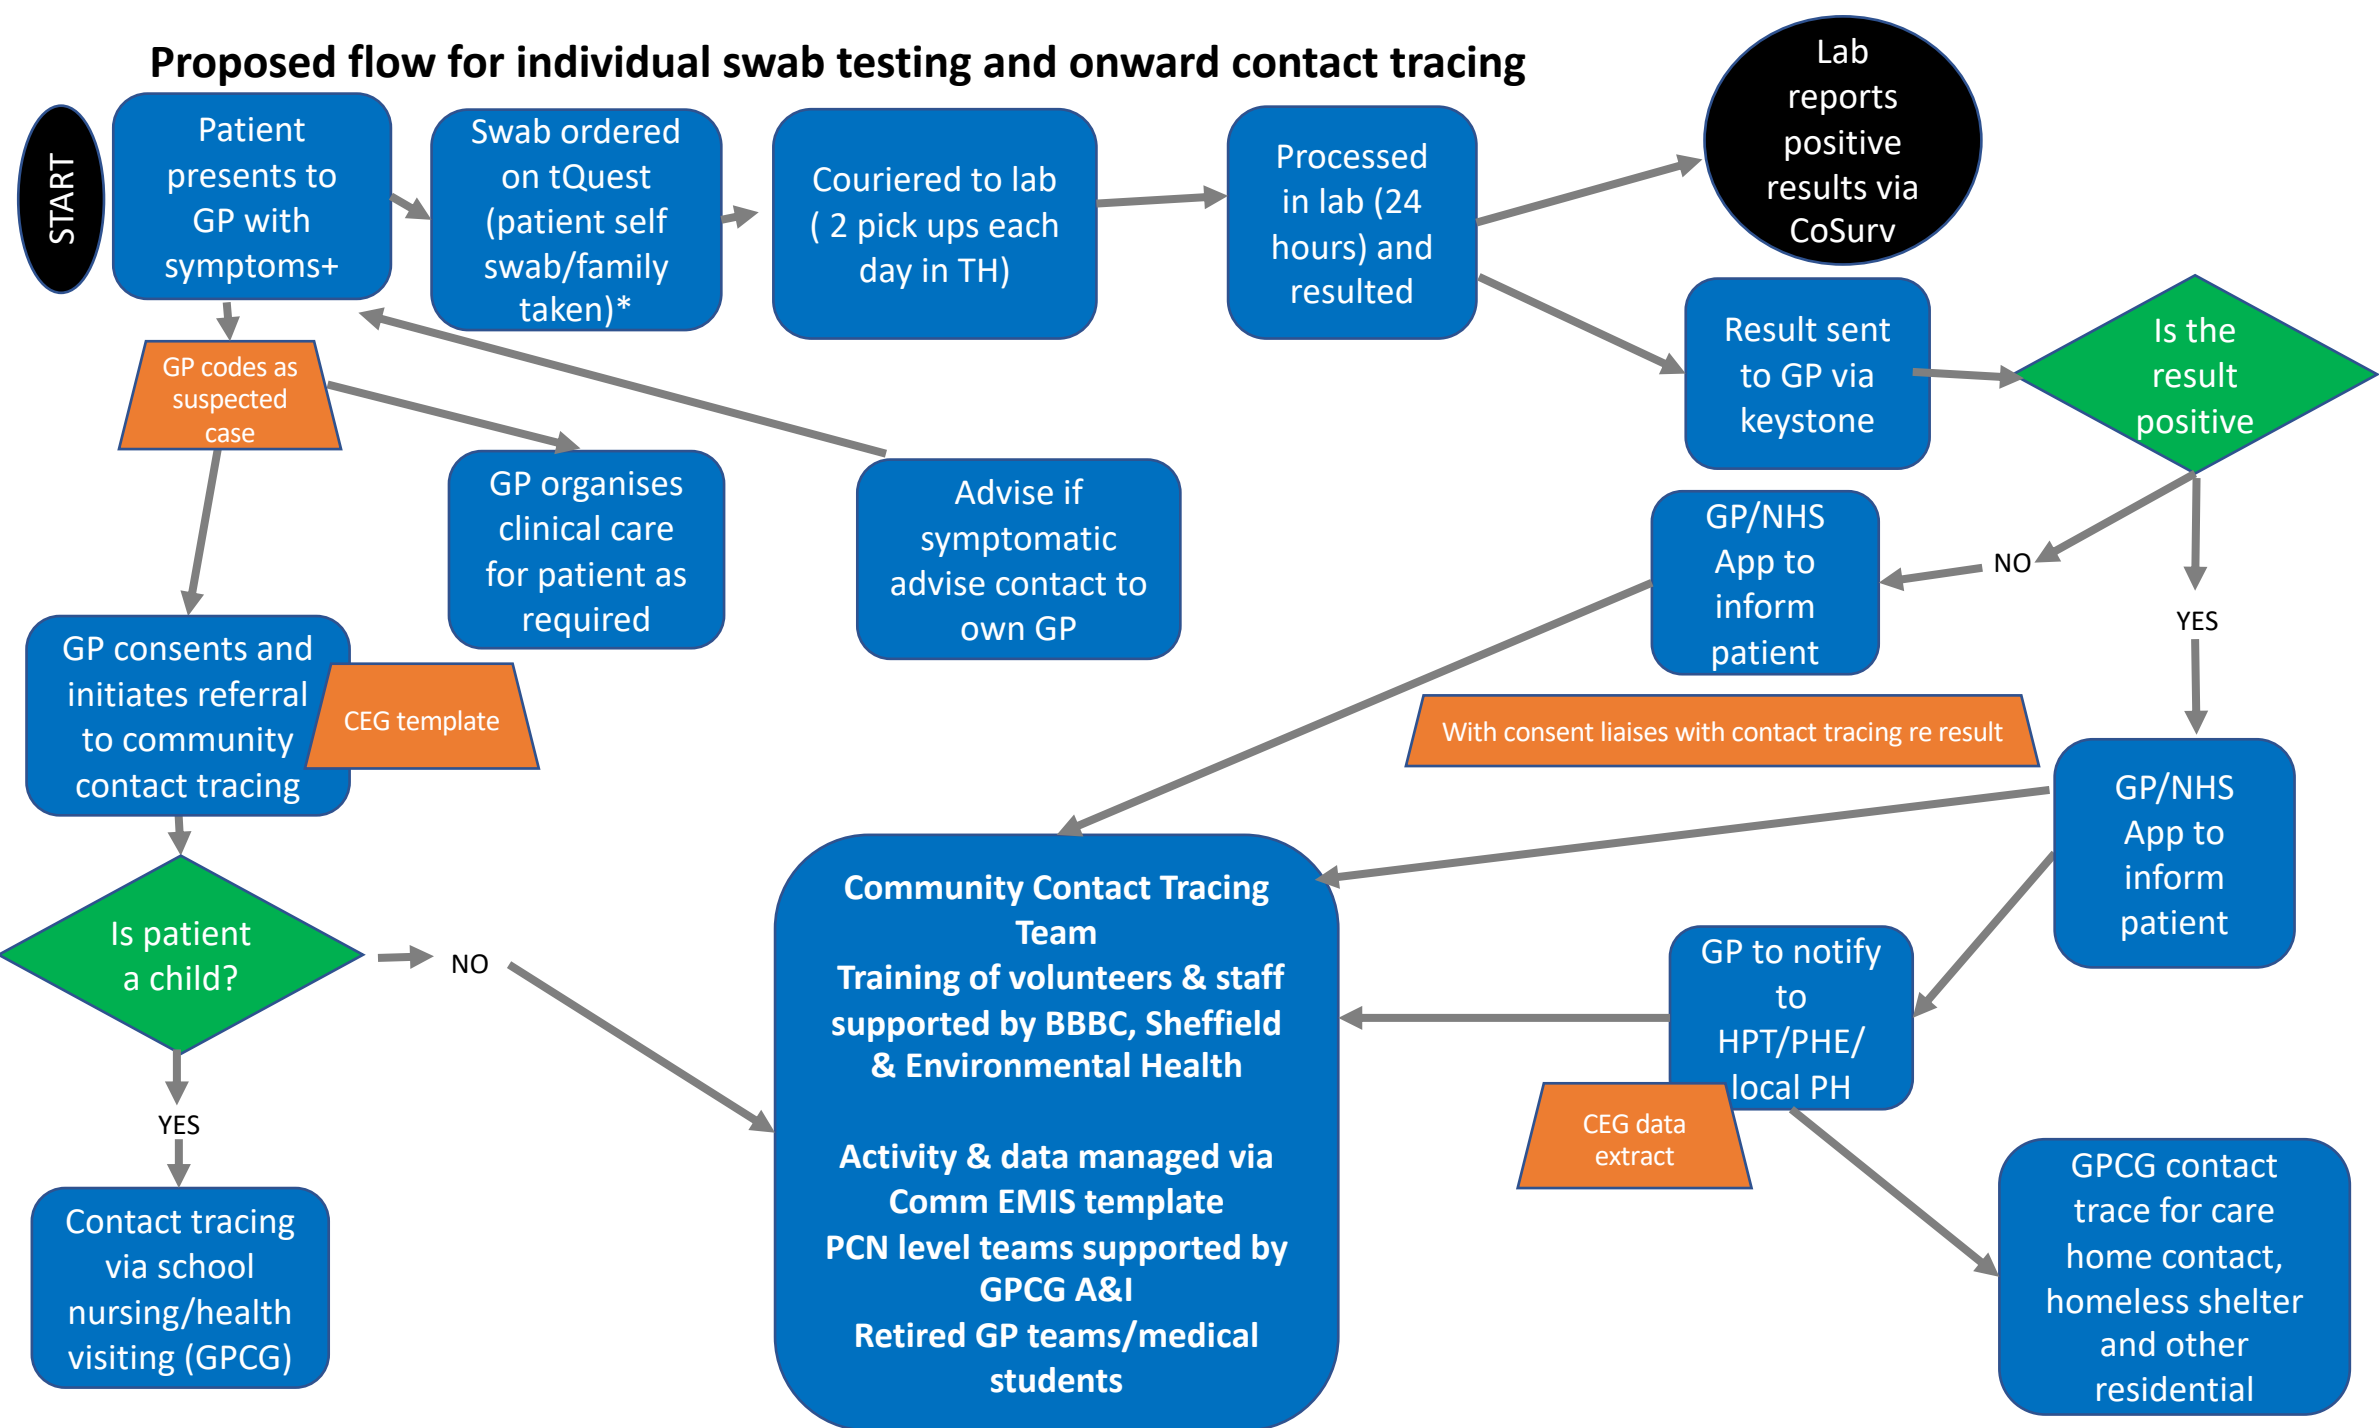 Proposed flow for individual swab testing and onward contact tracing
START
Patient
presents to
GP with
symptoms+
Swab ordered
on tQuest
(patient self
swab/family
taken)*
Couriered to lab
( 2 pick ups each
day in TH)
Processed
in lab (24
hours) and
resulted
Lab
reports
positive
results via
CoSurv
Result sent
to GP via
keystone
Is the
result
positive
GP codes as
suspected
case
GP organises
clinical care
for patient as
required
Advise if
symptomatic
advise contact to
own GP
GP/NHS
App to
inform
patient
NO
YES
GP consents and
initiates referral
to community
contact tracing
CEG template
With consent liaises with contact tracing re result
GP/NHS
App to
inform
patient
Is patient
a child?
NO
YES
Contact tracing
via school
nursing/health
visiting (GPCG)
Community Contact Tracing
Team
Training of volunteers & staff
supported by BBBC, Sheffield
& Environmental Health
Activity & data managed via
Comm EMIS template
PCN level teams supported by
GPCG A&I
Retired GP teams/medical
students
GP to notify
to
HPT/PHE/
local PH
CEG data
extract
GPCG contact
trace for care
home contact,
homeless shelter
and other
residential